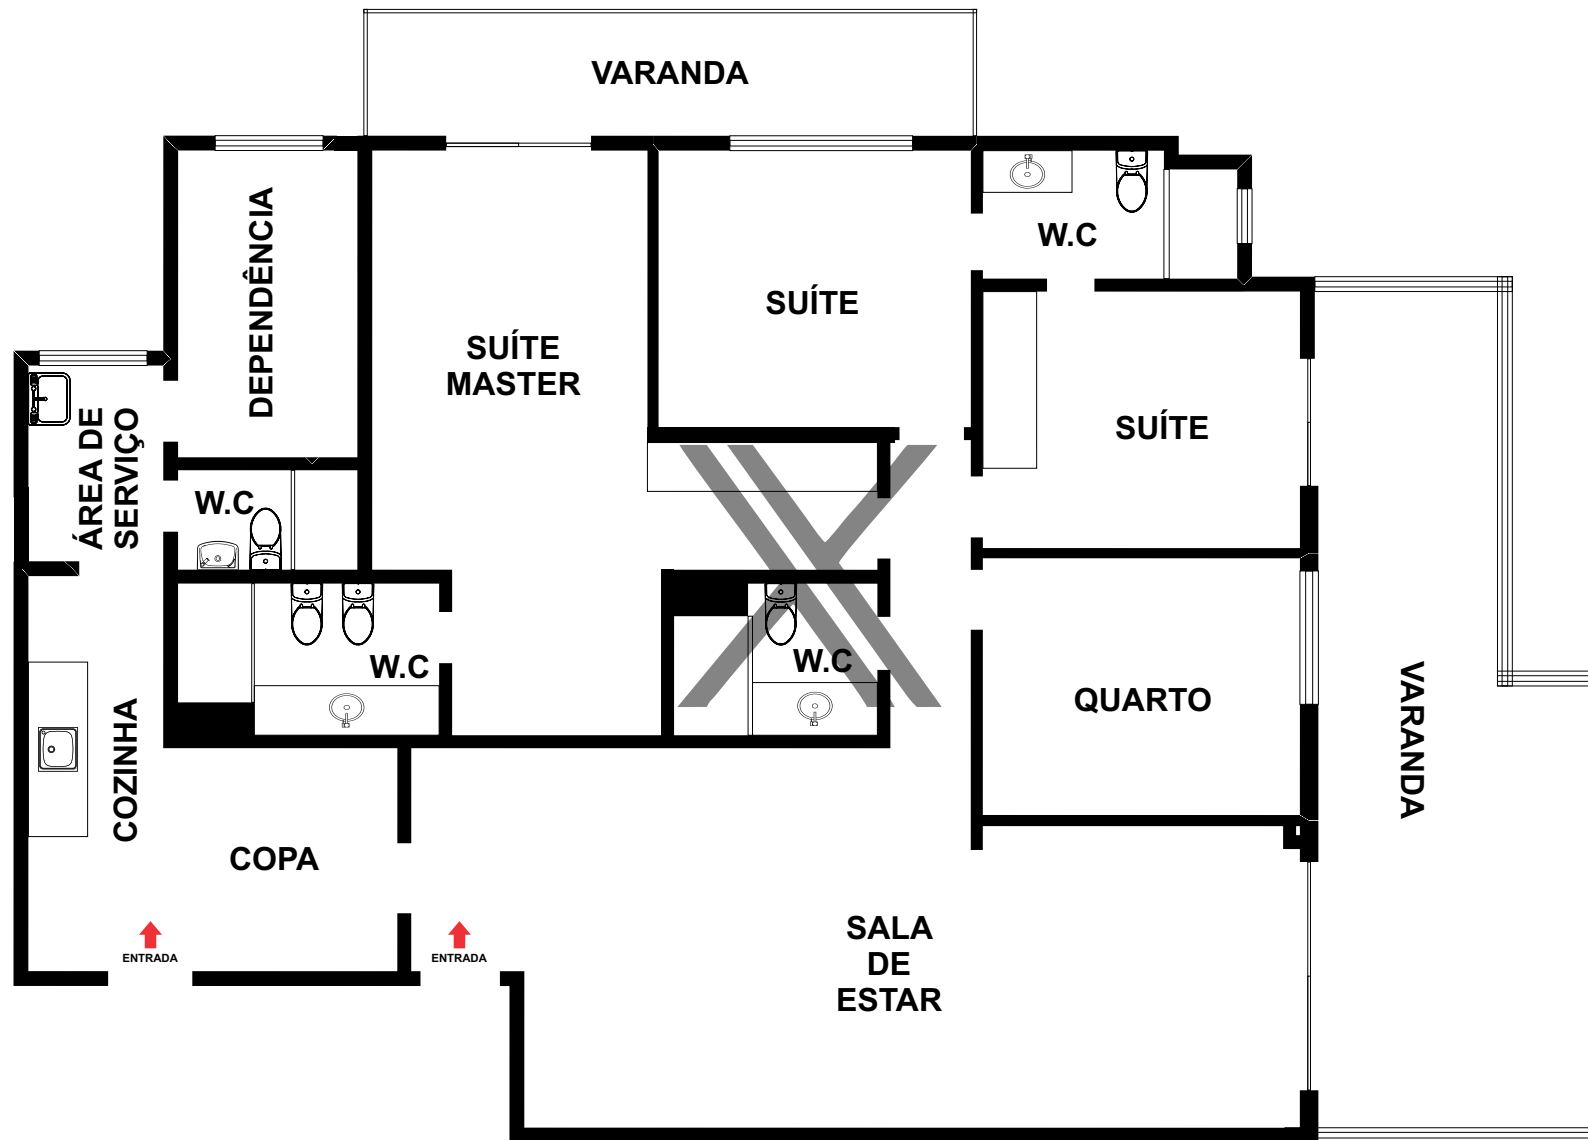 VARANDA
DEPENDÊNCIA
W.C
SUÍTE
SUÍTE
MASTER
SUÍTE
ÁREA DE
SERVIÇO
W.C
W.C
W.C
QUARTO
VARANDA
COZINHA
COPA
SALA
DE
ESTAR
ENTRADA
ENTRADA